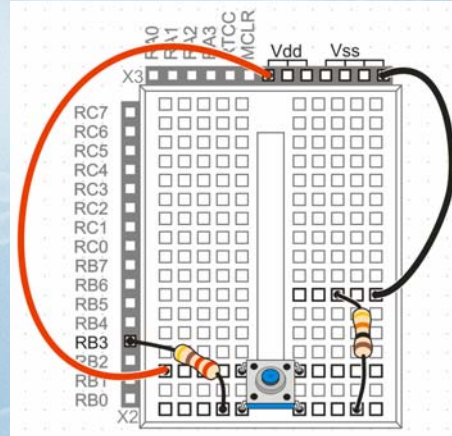 RA0
RA1
RA2
RA3
RTCC
MCLR
Vdd
Vss
X3
RC7
RC6
RC5
RC4
RC3
RC2
RC1
RC0
RB7
RB6
RB5
RB4
RB3
RB2
RB1
RB0
X2